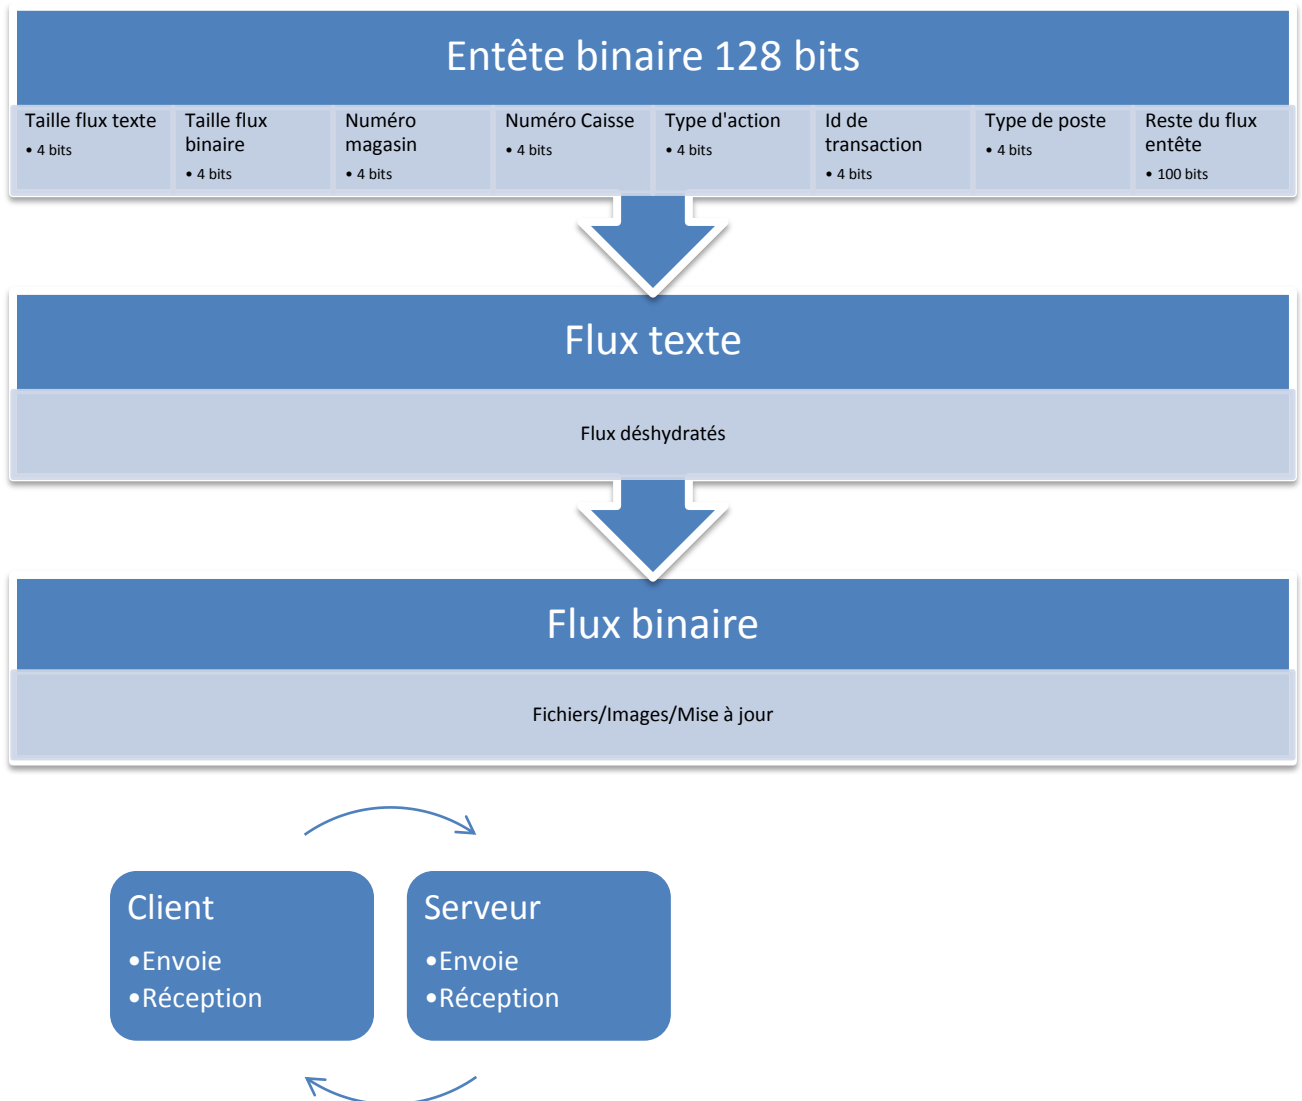 Entête binaire 128 bits
Taille flux texte
• 4 bits
Taille flux
binaire
• 4 bits
Numéro
magasin
• 4 bits
Numéro Caisse
• 4 bits
Type d'action
• 4 bits
Id de
transaction
• 4 bits
Type de poste
• 4 bits
Reste du flux
entête
• 100 bits
Flux texte
Flux déshydratés
Flux binaire
Fichiers/Images/Mise à jour
Client
•Envoie
•Réception
Serveur
•Envoie
•Réception